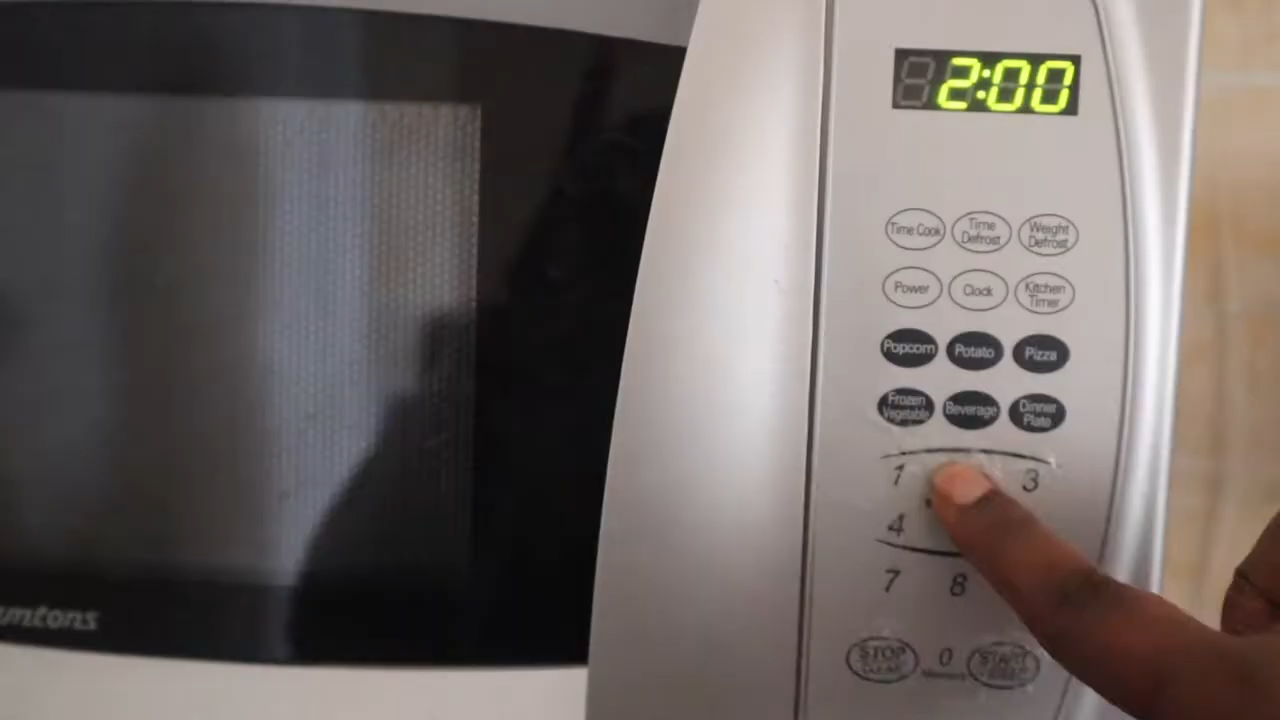 2:00
Time Cook
Time
Defrost
Weight
Defrost
Power
Clock
Kitchen
Timer
Popcorn
Potato
Pizza
Frozen
Vegetable
Beverage
Dinner
Plate
1 3
4
7 8
mtons
STOP
0
START